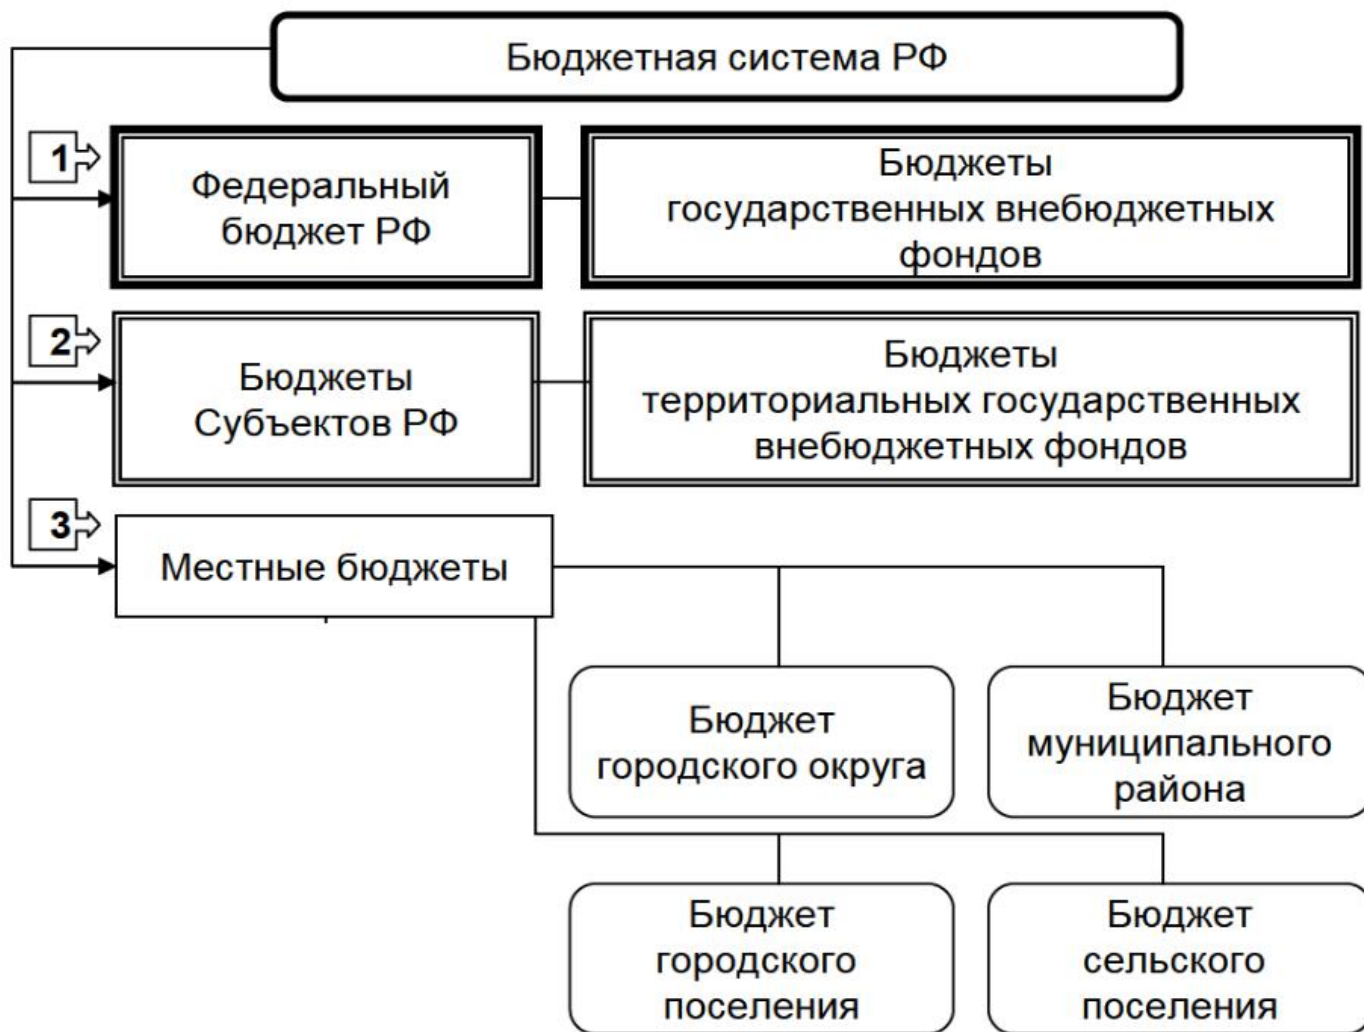 Бюджетная система РФ
1
Федеральный
бюджет РФ
Бюджеты
государственных внебюджетных
фондов
2
Бюджеты
Субъектов РФ
Бюджеты
территориальных государственных
внебюджетных фондов
3
Местные бюджеты
Бюджет
городского округа
Бюджет
муниципального
района
Бюджет
городского
поселения
Бюджет
сельского
поселения